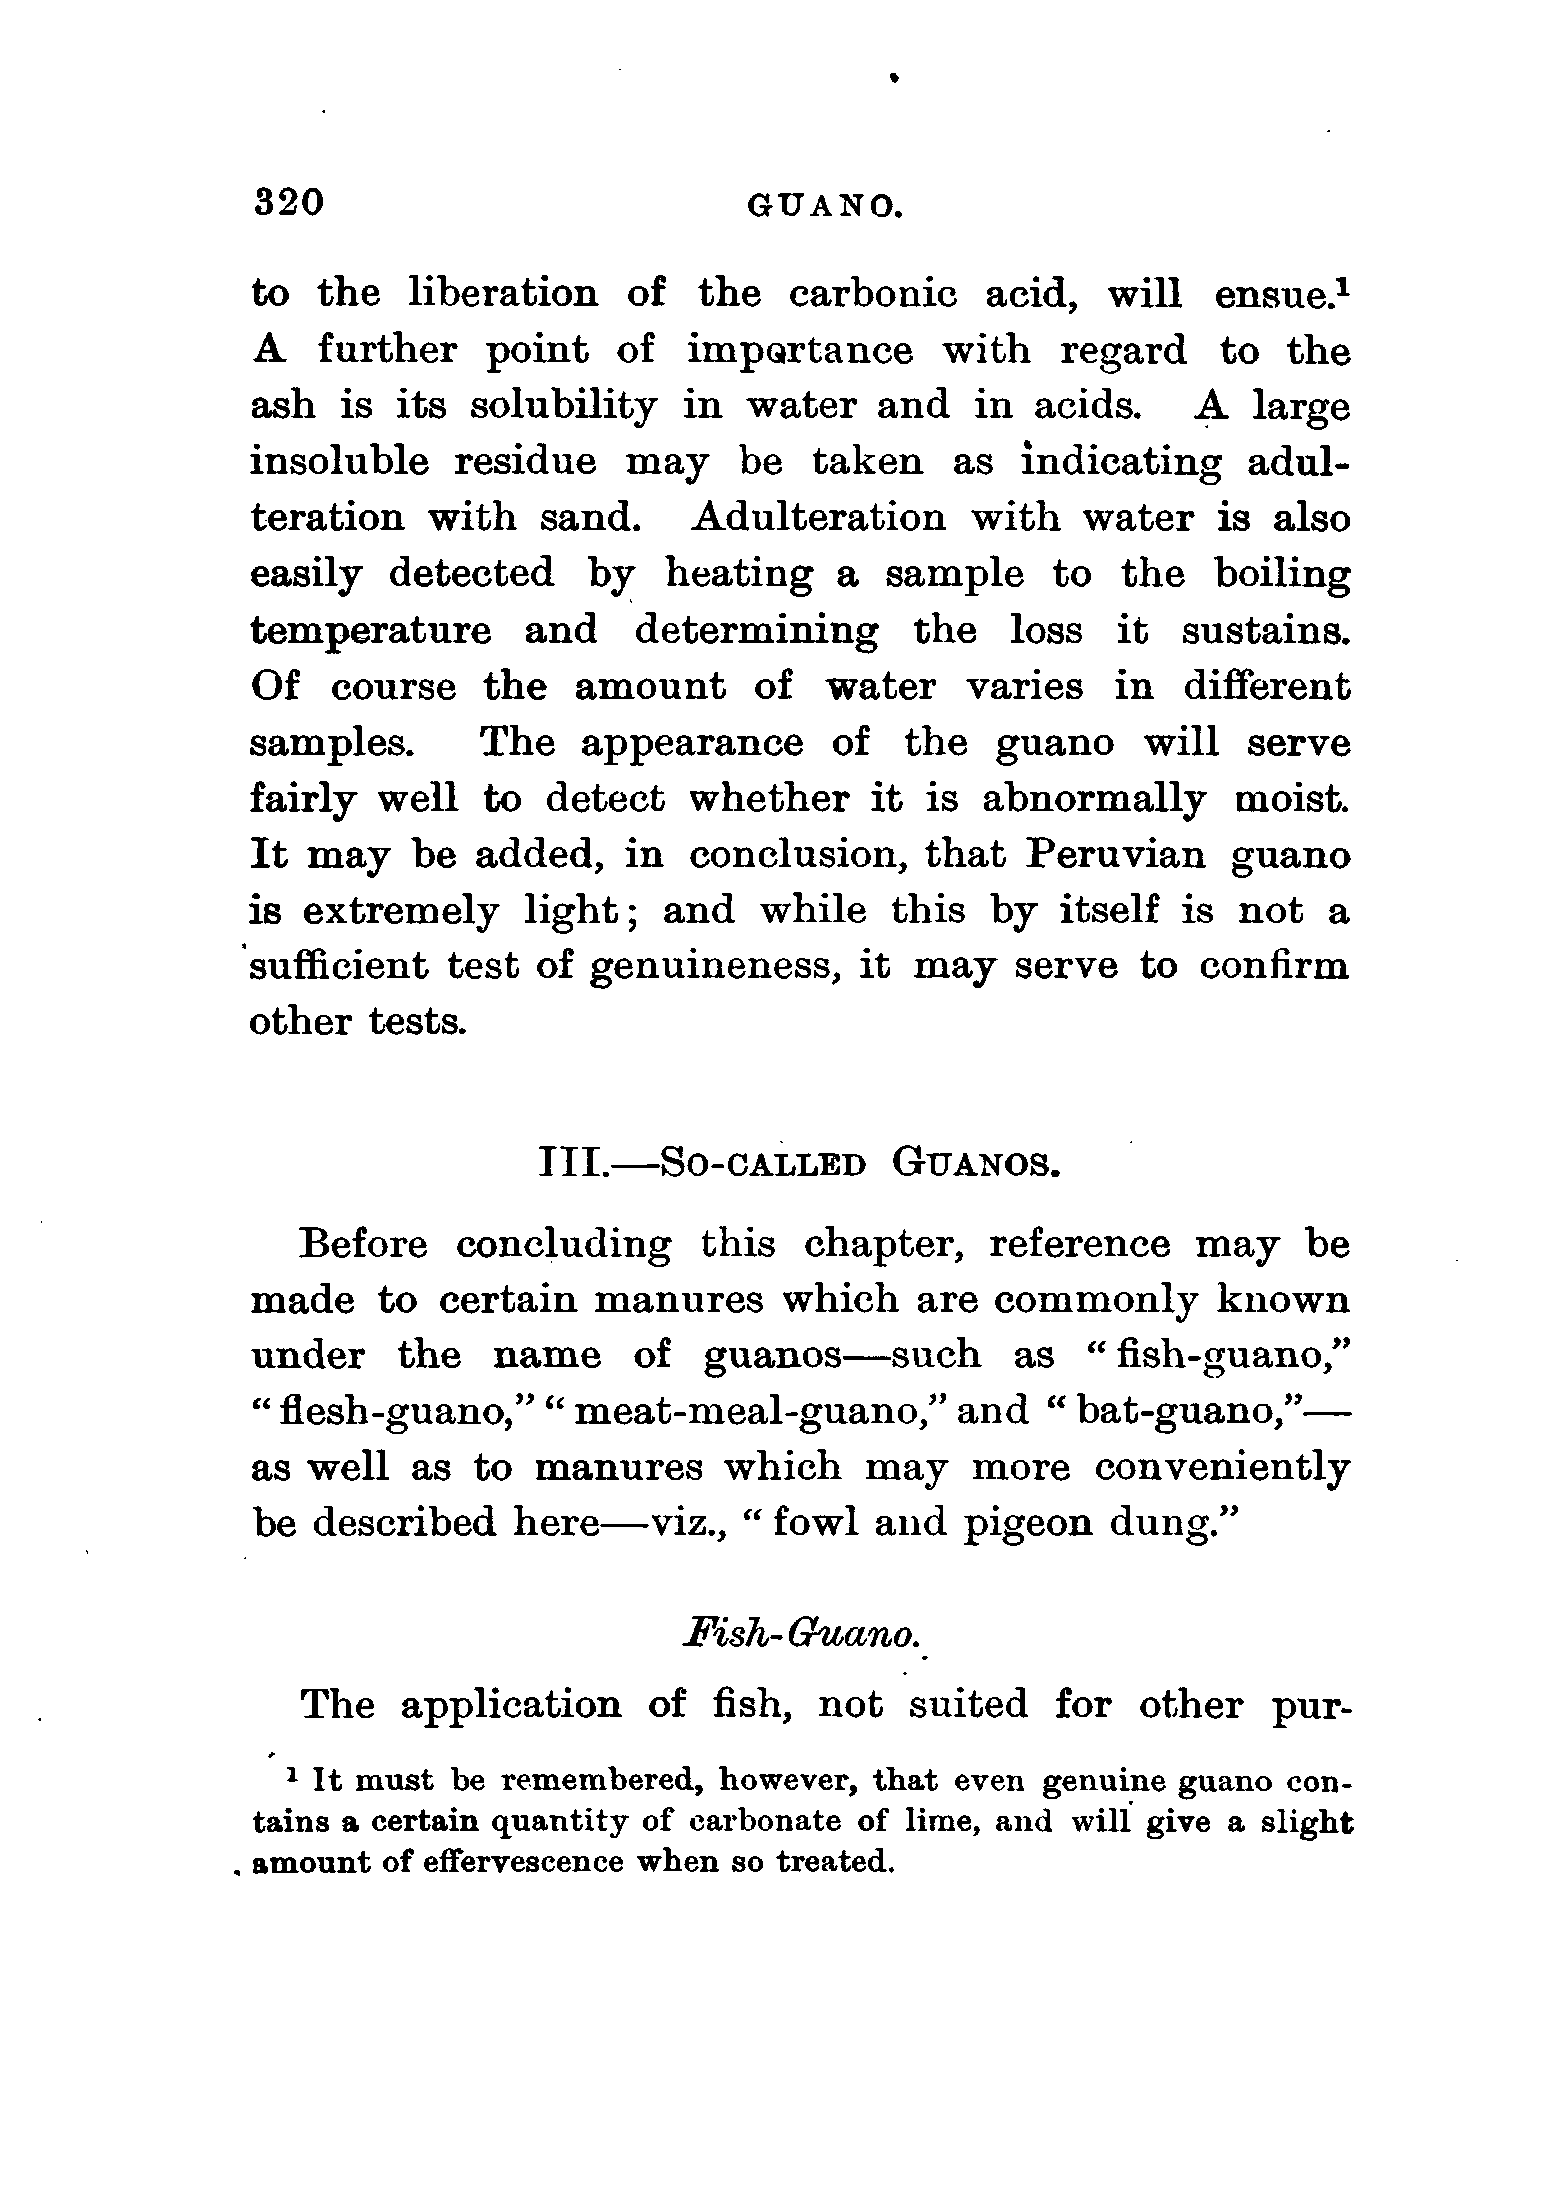 320 GUANO.
to the liberation of the carbonic acid, will ensue.¹
A further point of importance with regard to the
ash is its solubility in water and in acids. A large
insoluble residue may be taken as indicating adul-
teration with sand. Adulteration with water is also
easily detected by heating a sample to the boiling
temperature and determining the loss it sustains.
Of course the amount of water varies in different
samples. The appearance of the guano will serve
fairly well to detect whether it is abnormally moist.
It may be added, in conclusion, that Peruvian guano
is extremely light; and while this by itself is not a
sufficient test of genuineness, it may serve to confirm
other tests.
III.—SO-CALLED GUANOS.
Before concluding this chapter, reference may be
made to certain manures which are commonly known
under the name of guanos—such as “fish-guano,”
“flesh-guano,” “meat-meal-guano,” and “bat-guano,”—
as well as to manures which may more conveniently
be described here—viz., “fowl and pigeon dung.”
Fish-Guano.
The application of fish, not suited for other pur-
¹ It must be remembered, however, that even genuine guano con-
tains a certain quantity of carbonate of lime, and will give a slight
amount of effervescence when so treated.